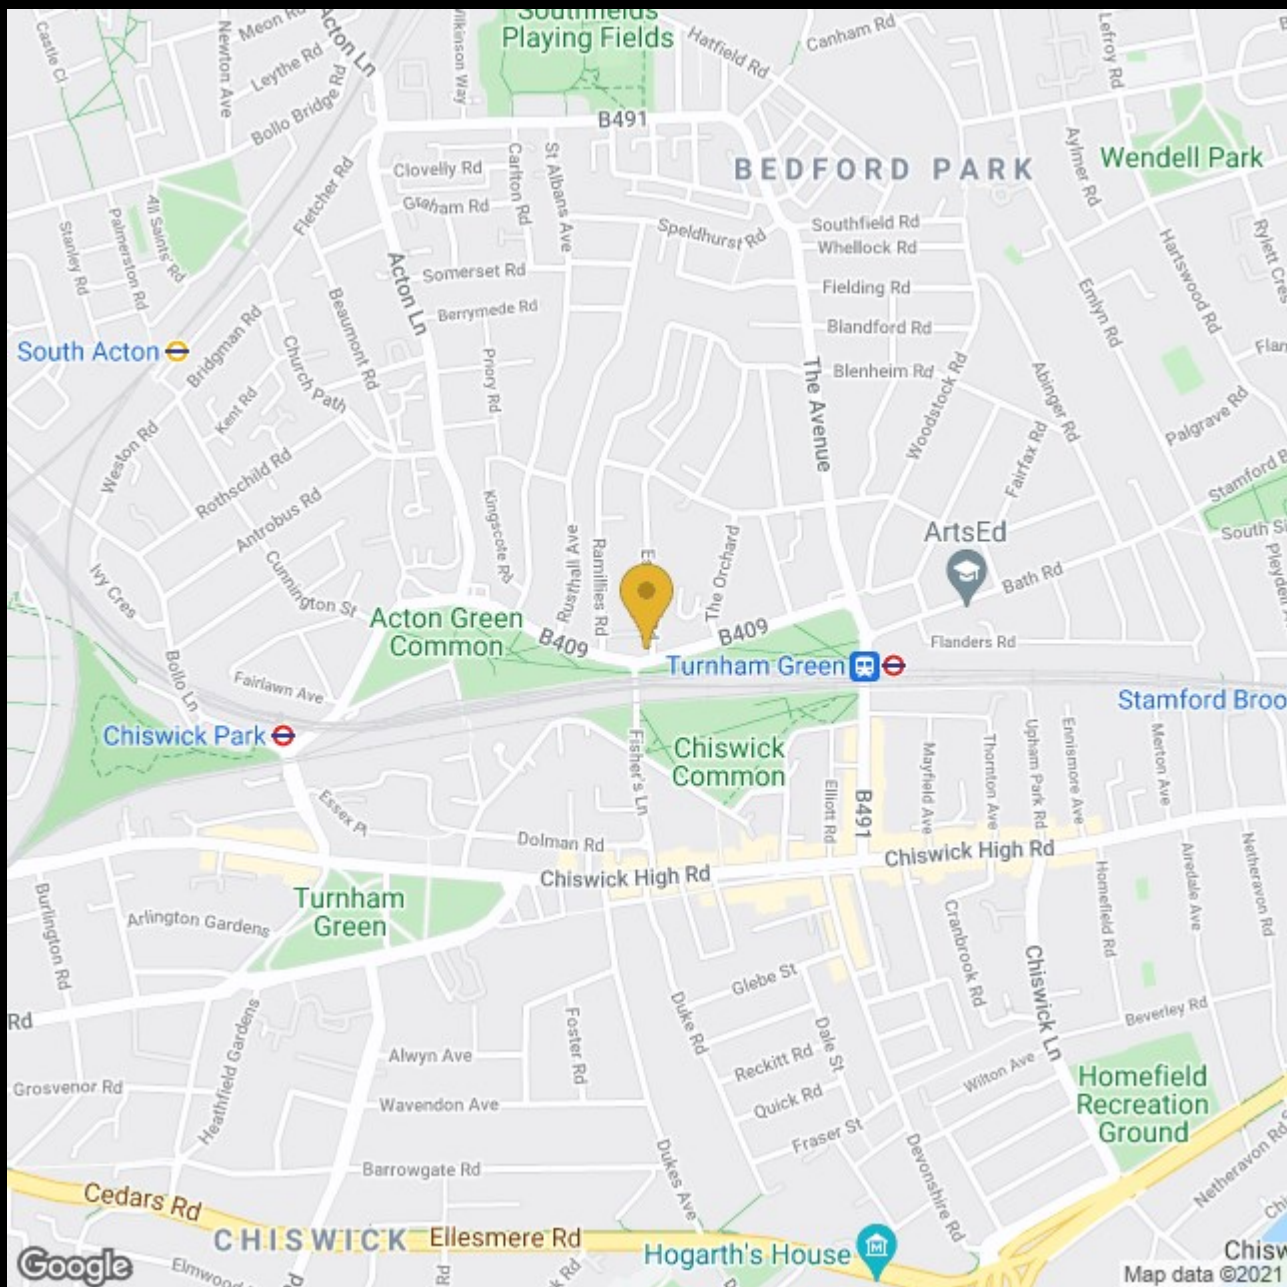 Southfields
Playing Fields
Meon Rd
Acton Ln
Wilkinson Way
Hatfield Rd
Canham Rd
Lefroy Rd
Castle Cl
Newton Ave
Leythe Rd
Bollo Bridge Rd
B491
BEDFORD PARK
Aylmer Rd
Wendell Park
Fletcher Rd
Clovelly Rd
Carlton Rd
St Albans Ave
Graham Rd
Stanley Rd
Palmerston Rd
All Saints' Rd
Speldhurst Rd
Southfield Rd
Whellock Rd
Hartswood Rd
Rylett Cres
Acton Ln
Somerset Rd
Fielding Rd
Emlyn Rd
Beaumont Rd
Berrymede Rd
Blandford Rd
South Acton
Bridgman Rd
Church Path
Priory Rd
The Avenue
Blenheim Rd
Woodstock Rd
Abinger Rd
Flan
Kent Rd
Palgrave Rd
Weston Rd
Rothschild Rd
Fairfax Rd
Stamford B
Antrobus Rd
Kingscote Rd
Rusthall Ave
Ramillies Rd
The Orchard
ArtsEd
South S
Bath Rd
Ivy Cres
Cunnington St
Pleydell A
Acton Green
Common
B409
B409
Flanders Rd
Turnham Green
Bollo Ln
Fairlawn Ave
Stamford Broo
Chiswick Park
Fisher's Ln
Chiswick
Common
Elliott Rd
B491
Mayfield Ave
Thornton Ave
Upham Park Rd
Ennismore Ave
Merton Ave
Essex Pl
Dolman Rd
Chiswick High Rd
Chiswick High Rd
Turnham
Green
Burlington Rd
Arlington Gardens
Homefield Rd
Airedale Ave
Netheravon Rd
Cranbrook Rd
Glebe St
Chiswick Ln
Duke Rd
Dale St
Beverley Rd
Rd
Heathfield Gardens
Foster Rd
Alwyn Ave
Reckitt Rd
Wilton Ave
Grosvenor Rd
Wavendon Ave
Quick Rd
Homefield
Recreation
Ground
Fraser St
Devonshire Rd
Barrowgate Rd
Dukes Ave
Netheravon Rd
Cedars Rd
CHISWICK
Ellesmere Rd
Hogarth's House
Chisw
Google
Elmwood
Rd
Map data ©2021